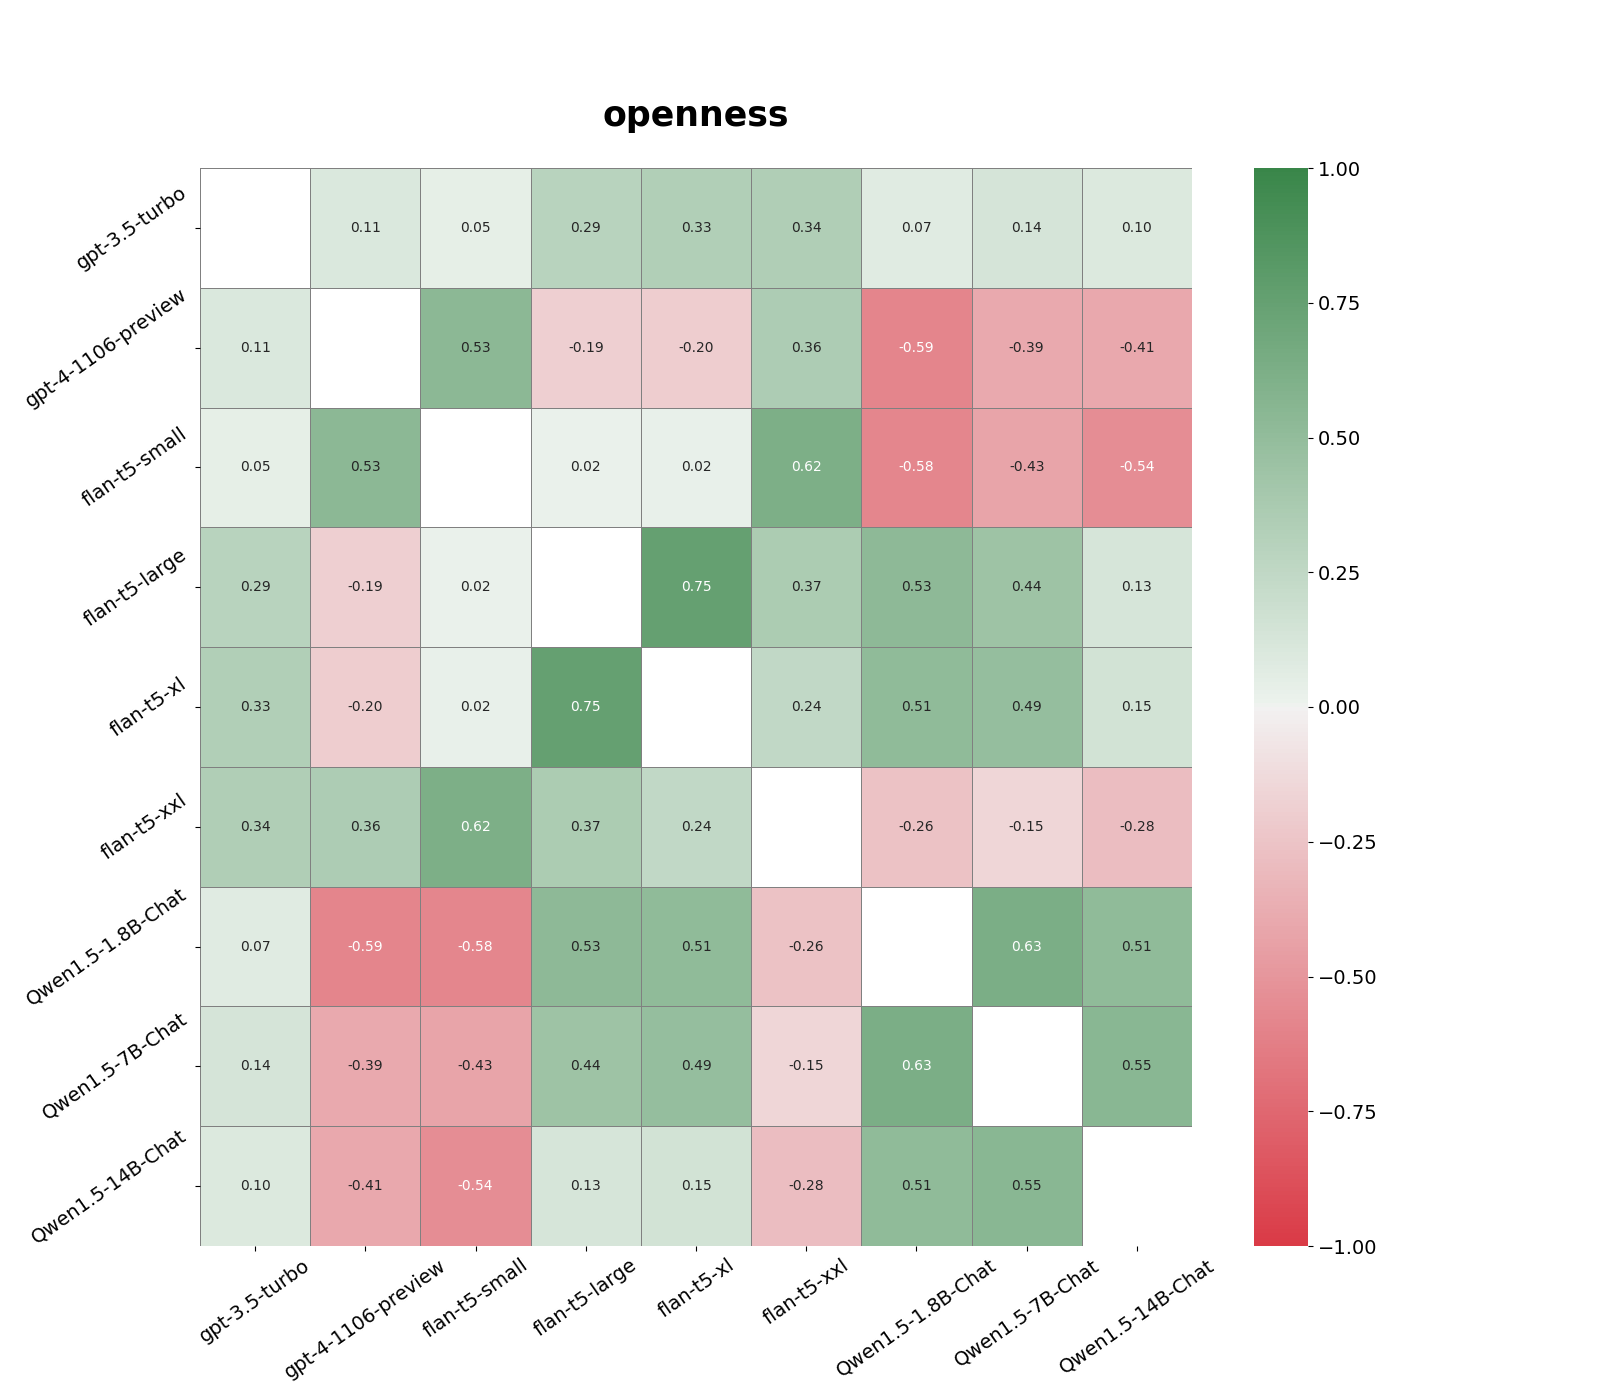 openness
gpt-3.5-turbo 0.11 0.05 0.29 0.33 0.34 0.07 0.14 0.10
gpt-4-1106-preview 0.11 0.53 -0.19 -0.20 0.36 -0.59 -0.39 -0.41
flan-t5-small 0.05 0.53 0.02 0.02 0.62 -0.58 -0.43 -0.54
flan-t5-large 0.29 -0.19 0.02 0.75 0.37 0.53 0.44 0.13
flan-t5-xl 0.33 -0.20 0.02 0.75 0.24 0.51 0.49 0.15
flan-t5-xxl 0.34 0.36 0.62 0.37 0.24 -0.26 -0.15 -0.28
Qwen1.5-1.8B-Chat 0.07 -0.59 -0.58 0.53 0.51 -0.26 0.63 0.51
Qwen1.5-7B-Chat 0.14 -0.39 -0.43 0.44 0.49 -0.15 0.63 0.55
Qwen1.5-14B-Chat 0.10 -0.41 -0.54 0.13 0.15 -0.28 0.51 0.55
gpt-3.5-turbo gpt-4-1106-preview flan-t5-small flan-t5-large flan-t5-xl flan-t5-xxl Qwen1.5-1.8B-Chat Qwen1.5-7B-Chat Qwen1.5-14B-Chat
1.00
0.75
0.50
0.25
0.00
−0.25
−0.50
−0.75
−1.00